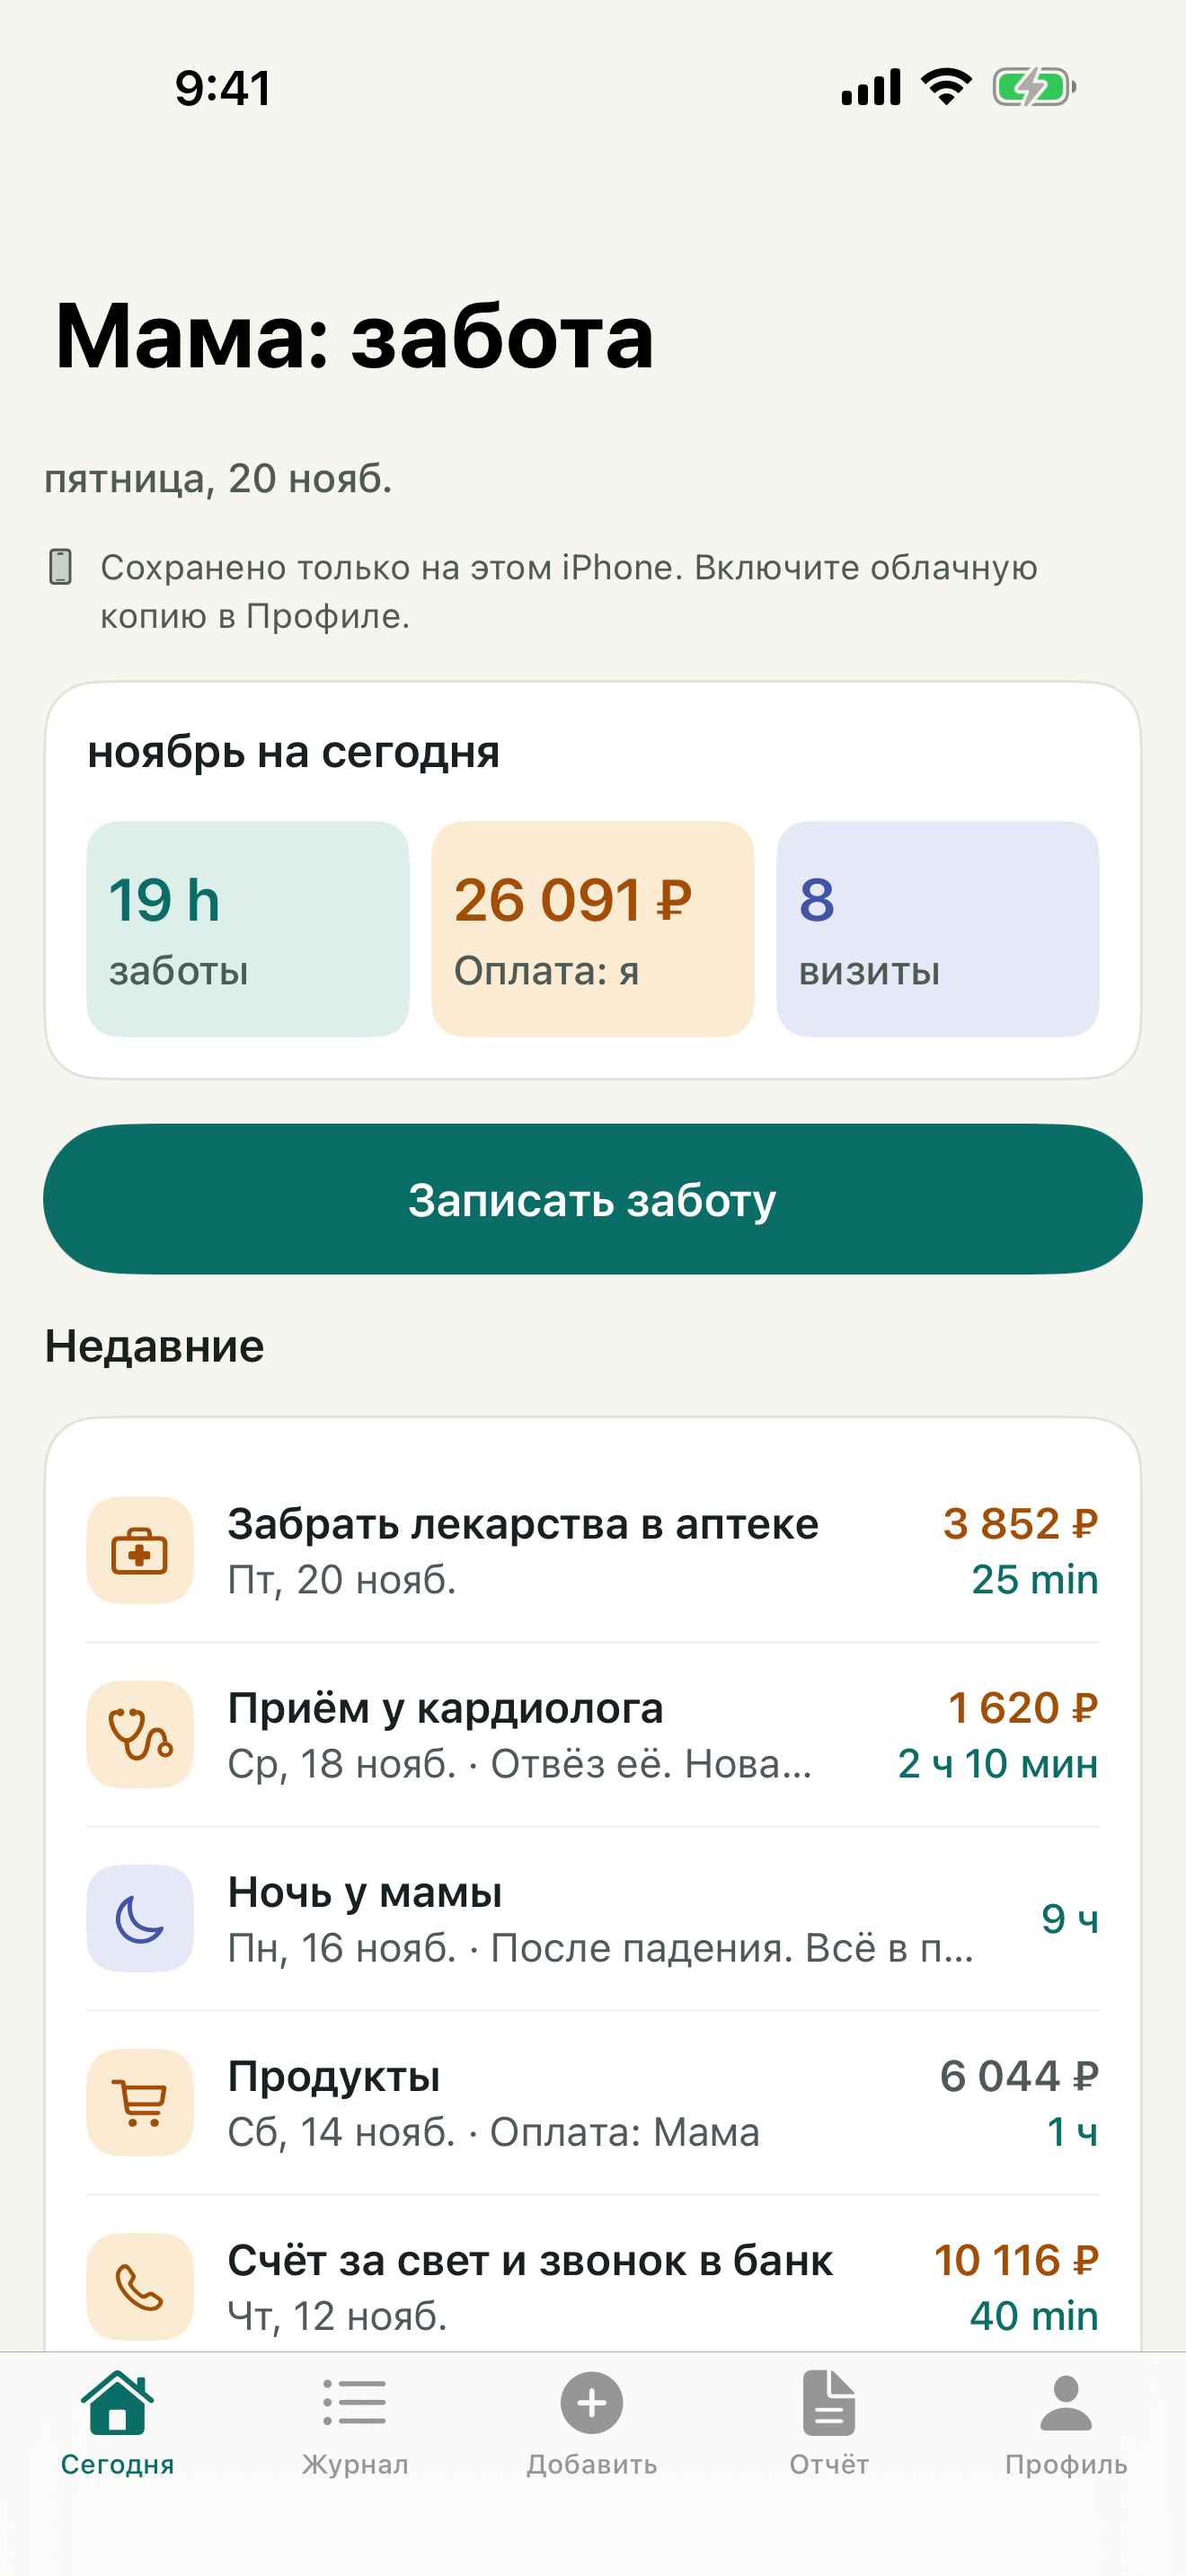 9:41
Мама: забота
пятница, 20 нояб.
Сохранено только на этом iPhone. Включите облачную
копию в Профиле.
ноябрь на сегодня
19 h
заботы
26 091 ₽
Оплата: я
8
визиты
Записать заботу
Недавние
Забрать лекарства в аптеке
3 852 ₽
Пт, 20 нояб.
25 min
Приём у кардиолога
1 620 ₽
Ср, 18 нояб. · Отвёз её. Нова...
2 ч 10 мин
Ночь у мамы
9 ч
Пн, 16 нояб. · После падения. Всё в п...
Продукты
6 044 ₽
Сб, 14 нояб. · Оплата: Мама
1 ч
Счёт за свет и звонок в банк
10 116 ₽
Чт, 12 нояб.
40 min
Сегодня
Журнал
Добавить
Отчёт
Профиль